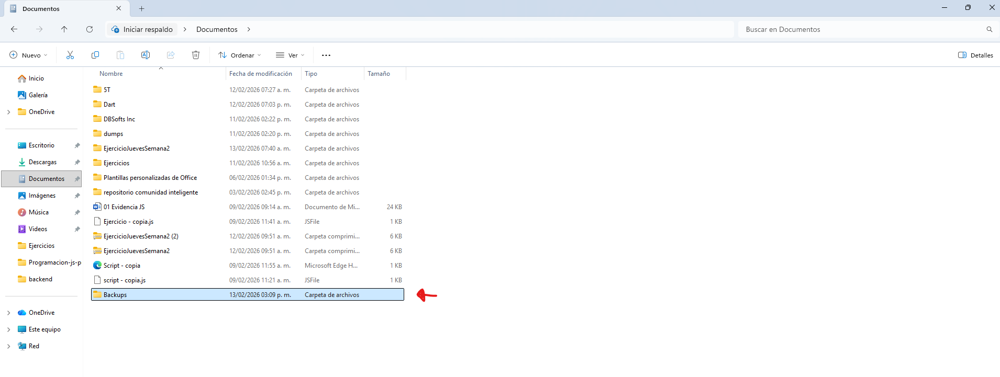 Documentos
Iniciar respaldo > Documentos >
Buscar en Documentos
Nuevo
Ordenar
Ver
Detalles
Nombre Fecha de modificación Tipo Tamaño
Inicio
Galería
OneDrive
Escritorio
Descargas
Documentos
Imágenes
Música
Videos
Ejercicios
Programacion-js-p
backend
OneDrive
Este equipo
Red
5T 12/02/2026 07:27 a. m. Carpeta de archivos
Dart 12/02/2026 07:03 p. m. Carpeta de archivos
DBSofts Inc 11/02/2026 02:22 p. m. Carpeta de archivos
dumps 11/02/2026 02:20 p. m. Carpeta de archivos
EjercicioJuevesSemana2 13/02/2026 07:40 a. m. Carpeta de archivos
Ejercicios 11/02/2026 10:56 a. m. Carpeta de archivos
Plantillas personalizadas de Office 06/02/2026 01:34 p. m. Carpeta de archivos
repositorio comunidad inteligente 03/02/2026 02:45 p. m. Carpeta de archivos
01 Evidencia JS 09/02/2026 09:14 a. m. Documento de Mi... 24 KB
Ejercicio - copia.js 09/02/2026 11:41 a. m. JSFile 1 KB
EjercicioJuevesSemana2 (2) 12/02/2026 09:51 a. m. Carpeta comprimi... 6 KB
EjercicioJuevesSemana2 12/02/2026 09:51 a. m. Carpeta comprimi... 6 KB
Script - copia 09/02/2026 11:55 a. m. Microsoft Edge H... 1 KB
script - copia.js 09/02/2026 11:21 a. m. JSFile 1 KB
Backups 13/02/2026 03:09 p. m. Carpeta de archivos